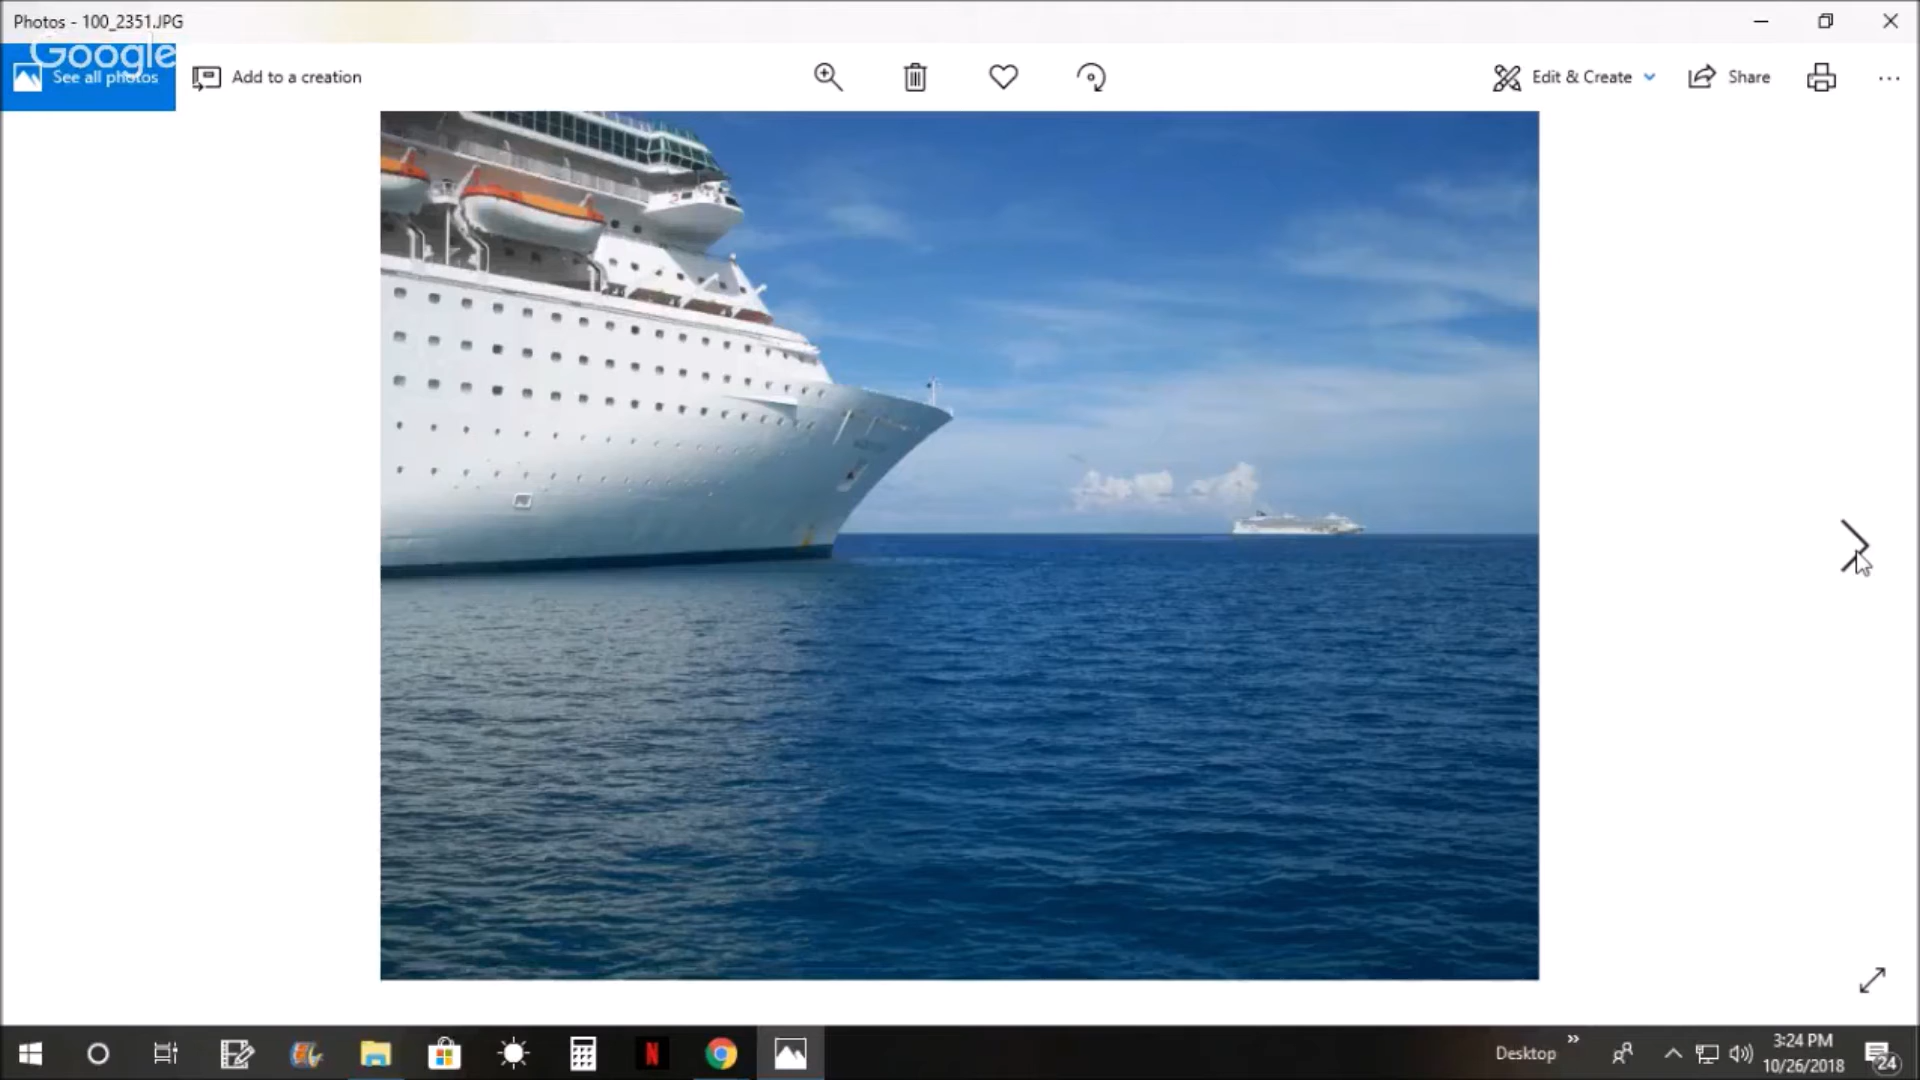 Photos - 100_2351.JPG
Google
See all photos
Add to a creation
Edit & Create
Share
Desktop
3:24 PM
10/26/2018
24
N